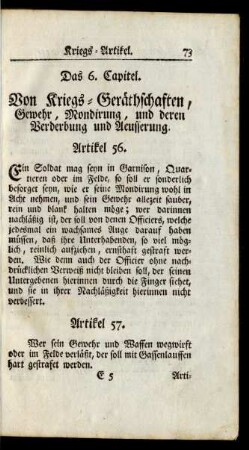 Kriegs-Artikel. 73
Das 6. Capitel.
Von Kriegs-Geräthschaften,
Gewehr, Mondirung, und deren
Verderbung und Aeusserung.
Artikel 56.
Ein Soldat mag seyn in Garnison, Quar-
tieren oder im Felde, so soll er sonderlich
besorget seyn, wie er seine Mondirung wohl in
Acht nehmen, und sein Gewehr allezeit sauber,
rein und blank halten möge; wer darinnen
nachläßig ist, der soll von denen Officiers, welche
jedesmal ein wachsames Auge darauf haben
müssen, daß ihre Unterhabenden, so viel mög-
lich, reinlich aufziehen, ernsthaft gestraft wer-
den. Wie denn auch der Officier ohne nach-
drücklichen Verweiß nicht bleiben soll, der seinen
Untergebenen hierinnen durch die Finger siehet,
und sie in ihrer Nachläßigkeit hierinnen nicht
verbessert.
Artikel 57.
Wer sein Gewehr und Waffen wegwirft
oder im Felde verläßt, der soll mit Gassenlauffen
hart gestrafet werden.
E 5 Arti-